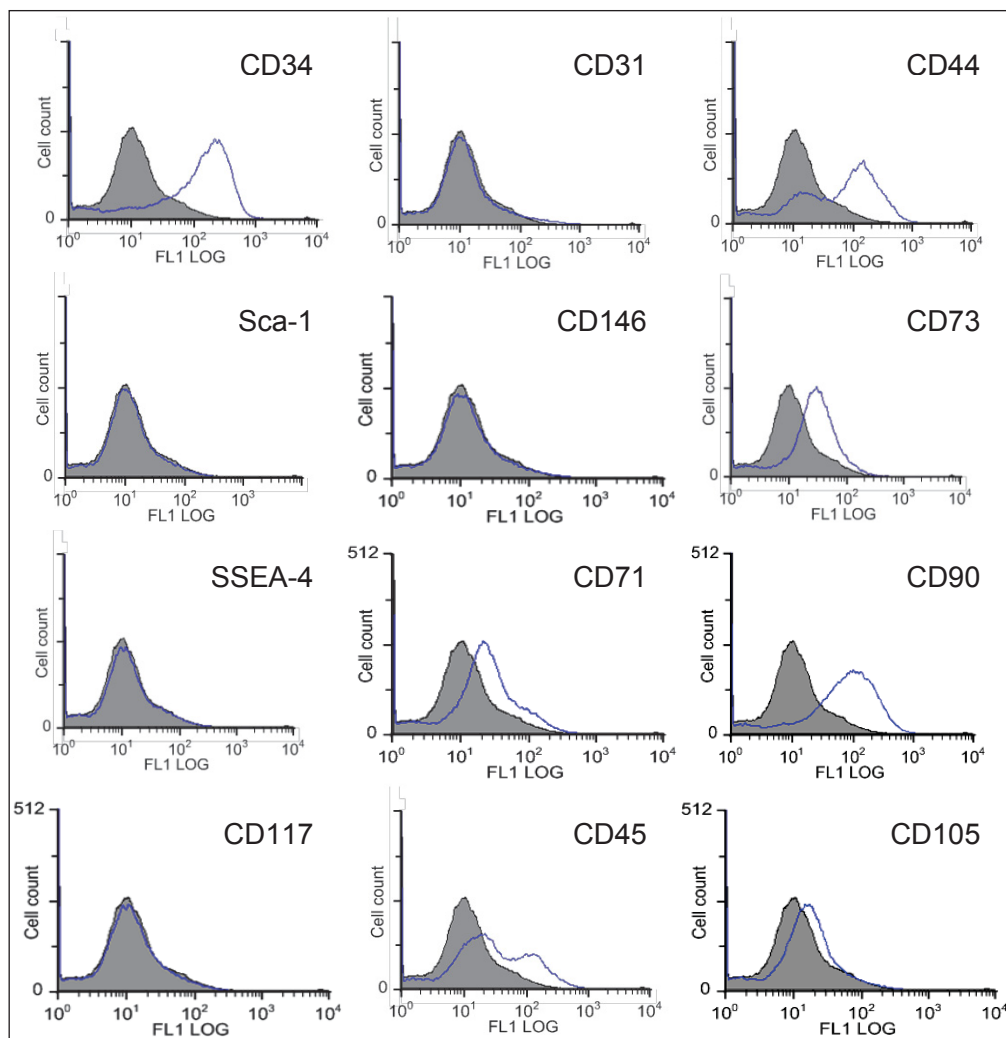 CD34
Cell count
0
10⁰ 10¹ 10² 10³ 10⁴
FL1 LOG
CD31
Cell count
0
10⁰ 10¹ 10² 10³ 10⁴
FL1 LOG
CD44
Cell count
0
10⁰ 10¹ 10² 10³ 10⁴
FL1 LOG
Sca-1
Cell count
0
10⁰ 10¹ 10² 10³
FL1 LOG
CD146
Cell count
0
10⁰ 10¹ 10² 10³ 10⁴
FL1 LOG
CD73
Cell count
0
10⁰ 10¹ 10² 10³ 10⁴
FL1 LOG
SSEA-4
Cell count
0
10⁰ 10¹ 10² 10³ 10⁴
FL1 LOG
512
CD71
Cell count
0
10⁰ 10¹ 10² 10³ 10⁴
FL1 LOG
512
CD90
Cell count
0
10⁰ 10¹ 10² 10³ 10⁴
FL1 LOG
512
CD117
Cell count
0
10⁰ 10¹ 10² 10³ 10⁴
FL1 LOG
CD45
Cell count
0
10⁰ 10¹ 10² 10³ 10⁴
FL1 LOG
512
CD105
Cell count
0
10⁰ 10¹ 10² 10³ 10⁴
FL1 LOG